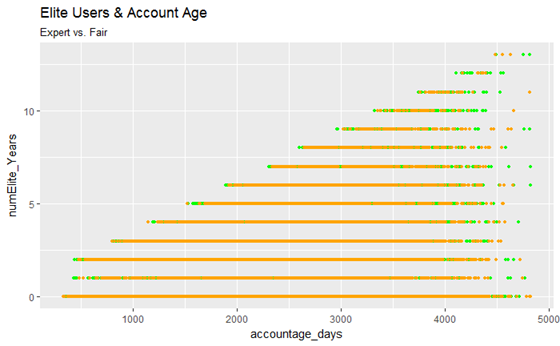 Elite Users & Account Age
Expert vs. Fair
numElite_Years
10
5
0
1000 2000 3000 4000 5000
accountage_days